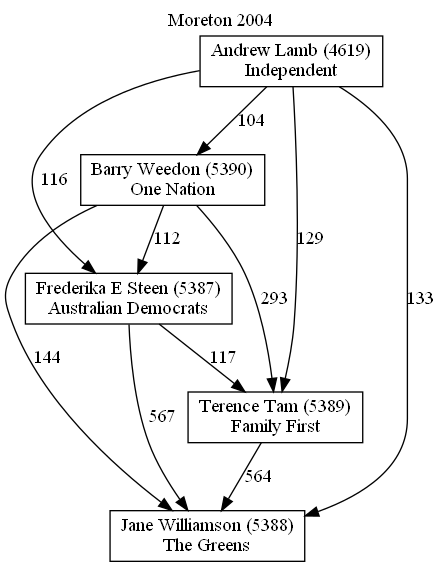 Moreton 2004
Andrew Lamb (4619)
Independent
104
Barry Weedon (5390)
One Nation
116
112
129
Frederika E Steen (5387)
Australian Democrats
293
133
144
117
Terence Tam (5389)
Family First
567
564
Jane Williamson (5388)
The Greens